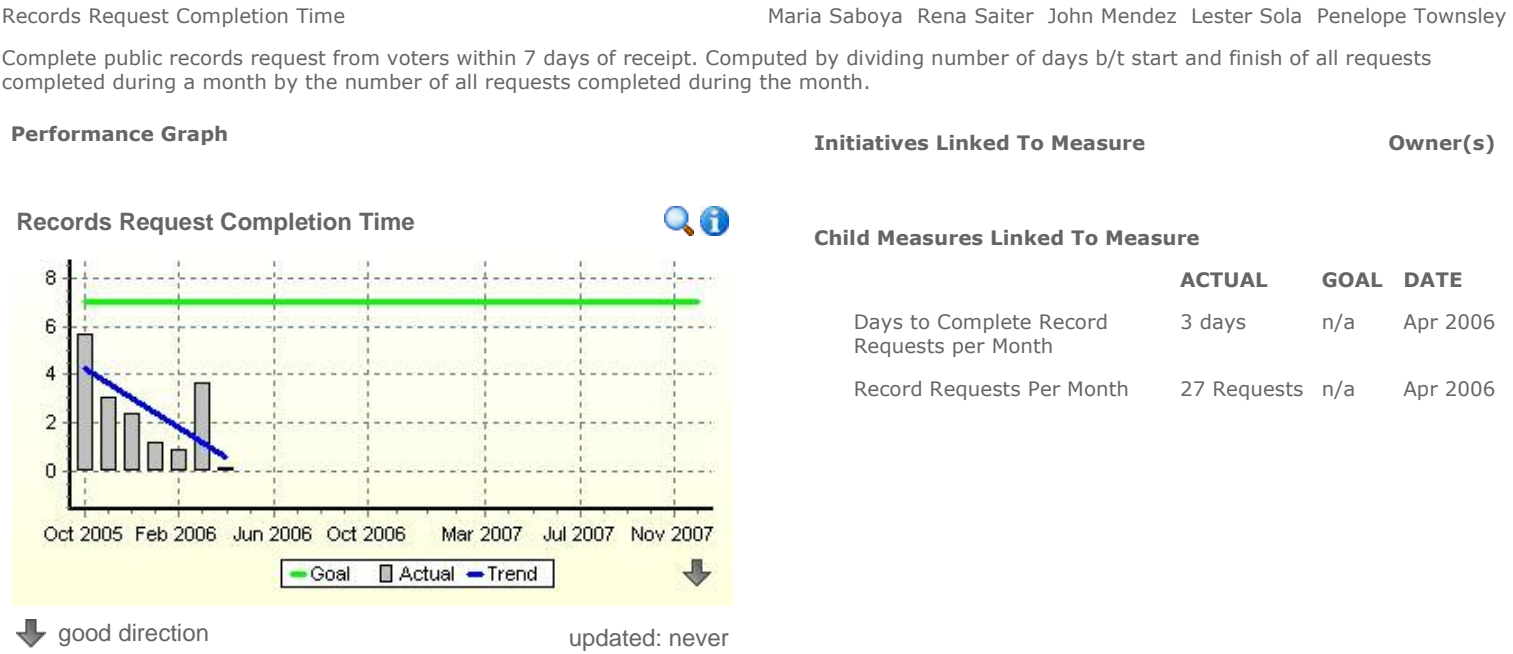 Records Request Completion Time
Maria Saboya Rena Saiter John Mendez Lester Sola Penelope Townsley
Complete public records request from voters within 7 days of receipt. Computed by dividing number of days b/t start and finish of all requests
completed during a month by the number of all requests completed during the month.
Performance Graph
Records Request Completion Time
8
6
4
2
0
Oct 2005 Feb 2006 Jun 2006 Oct 2006 Mar 2007 Jul 2007 Nov 2007
Goal Actual Trend
good direction
updated: never
Initiatives Linked To Measure Owner(s)
Child Measures Linked To Measure
ACTUAL GOAL DATE
Days to Complete Record 3 days n/a Apr 2006
Requests per Month
Record Requests Per Month 27 Requests n/a Apr 2006